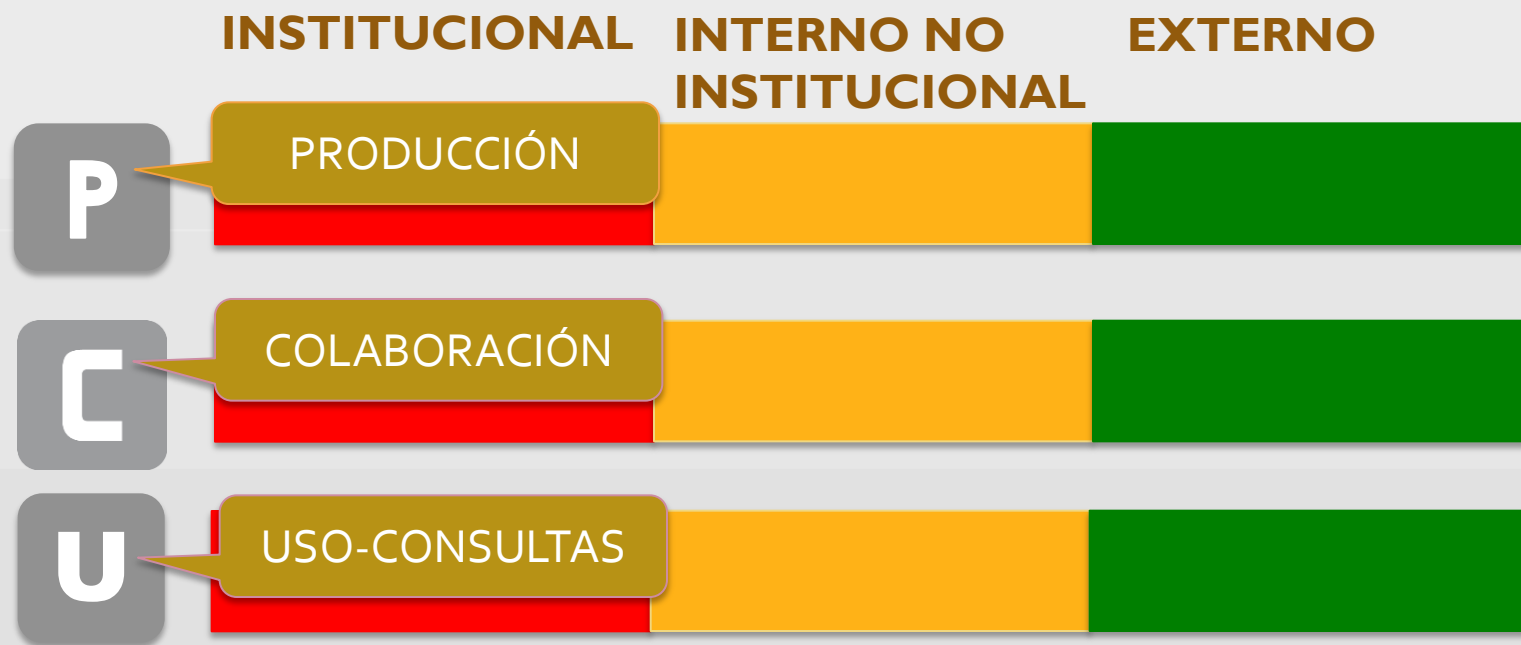 INSTITUCIONAL
INTERNO NO
INSTITUCIONAL
EXTERNO
P
PRODUCCIÓN
C
COLABORACIÓN
U
USO-CONSULTAS